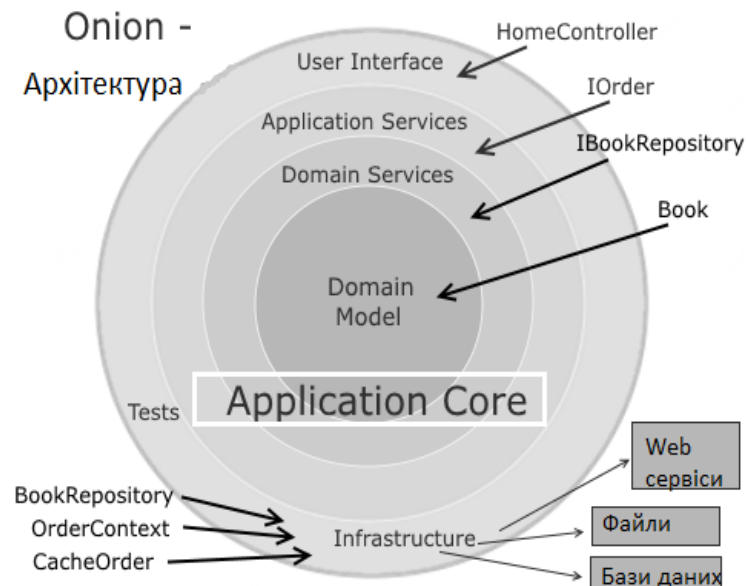 Onion -
Архітектура
HomeController
User Interface
IOrder
Application Services
IBookRepository
Domain Services
Book
Domain
Model
Application Core
Tests
Web
сервіси
BookRepository
OrderContext
CacheOrder
Infrastructure
Файли
Бази даних